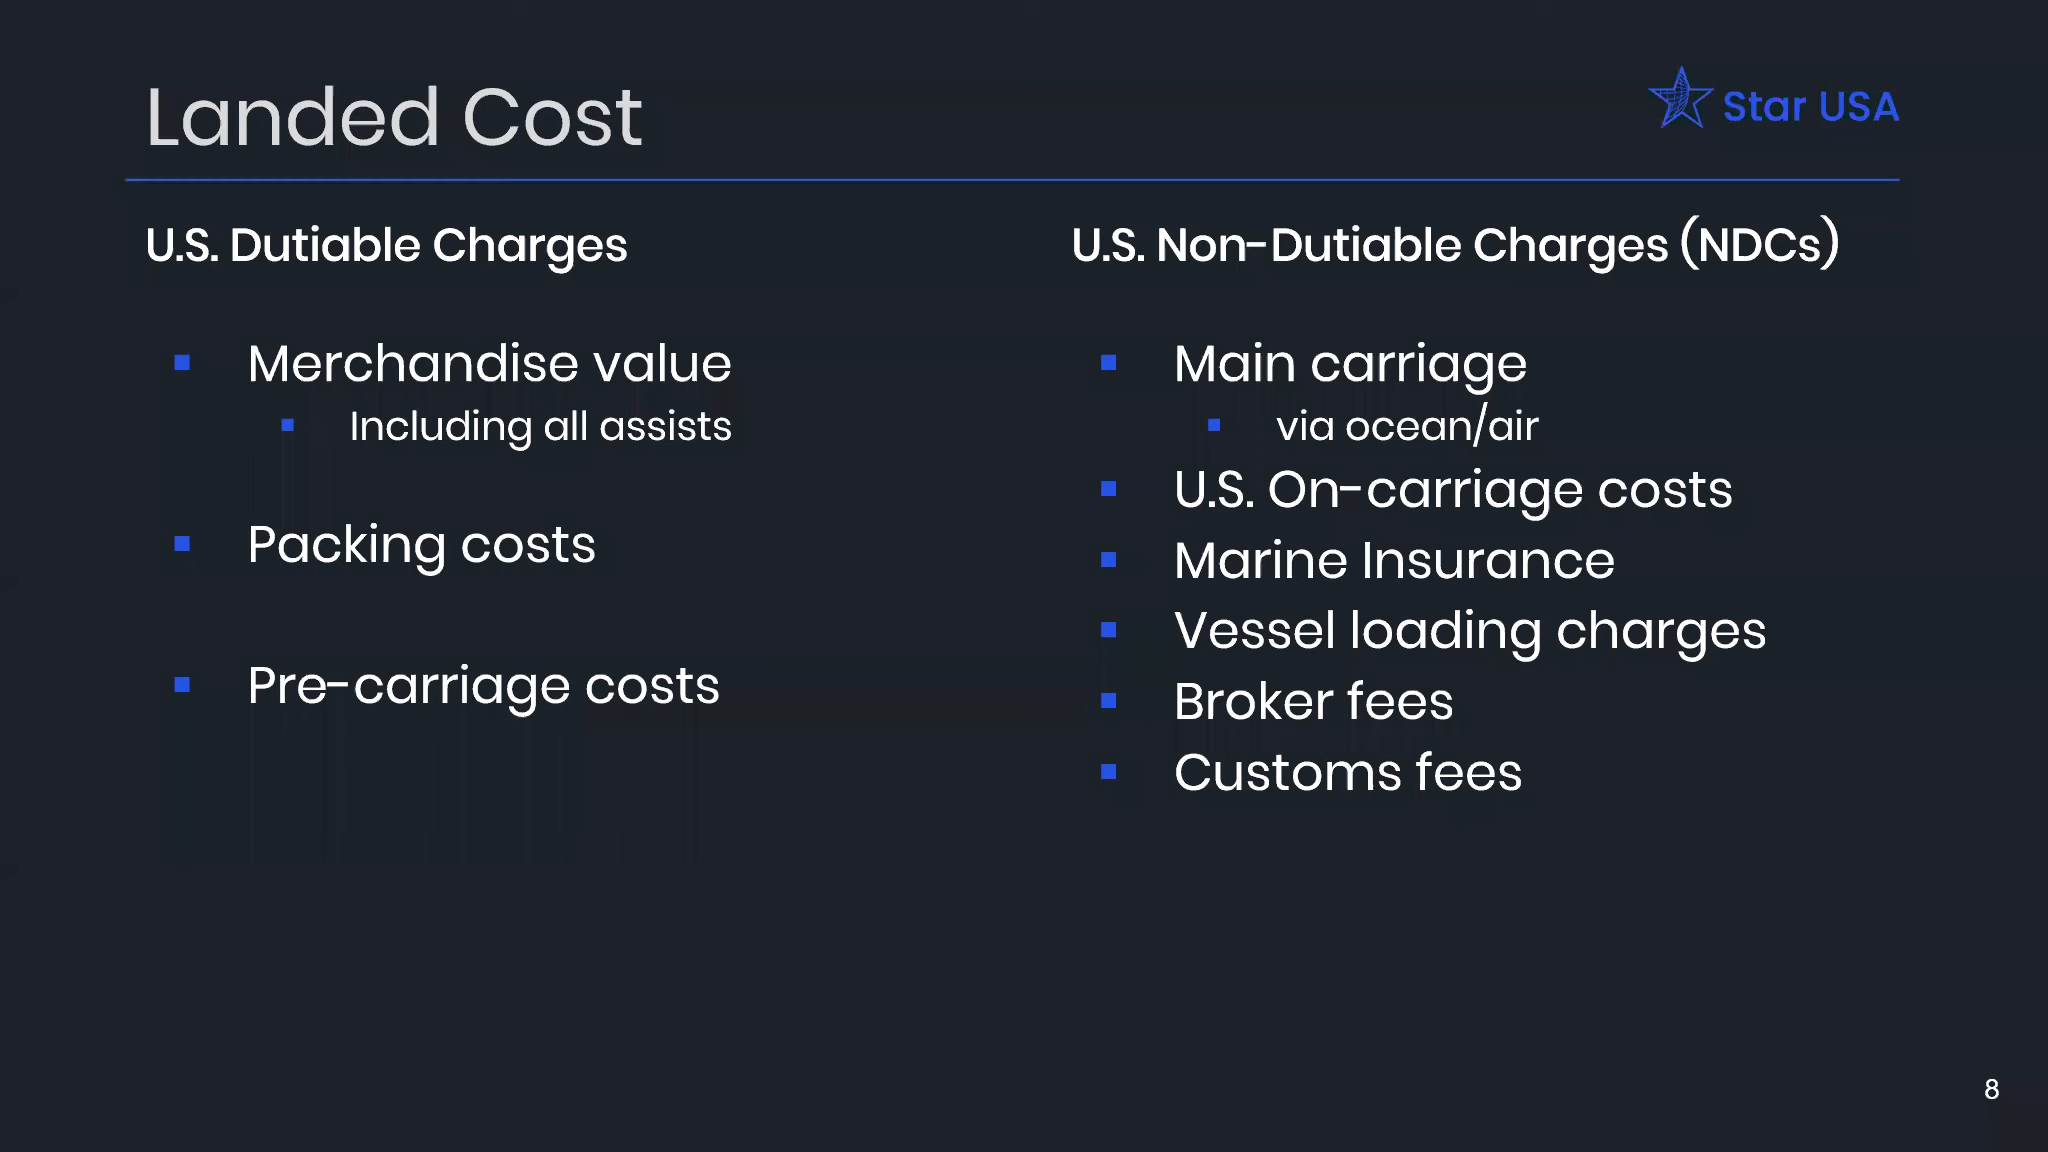 Landed Cost
Star USA
U.S. Dutiable Charges
Merchandise value
Including all assists
Packing costs
Pre-carriage costs
U.S. Non-Dutiable Charges (NDCs)
Main carriage
via ocean/air
U.S. On-carriage costs
Marine Insurance
Vessel loading charges
Broker fees
Customs fees
8